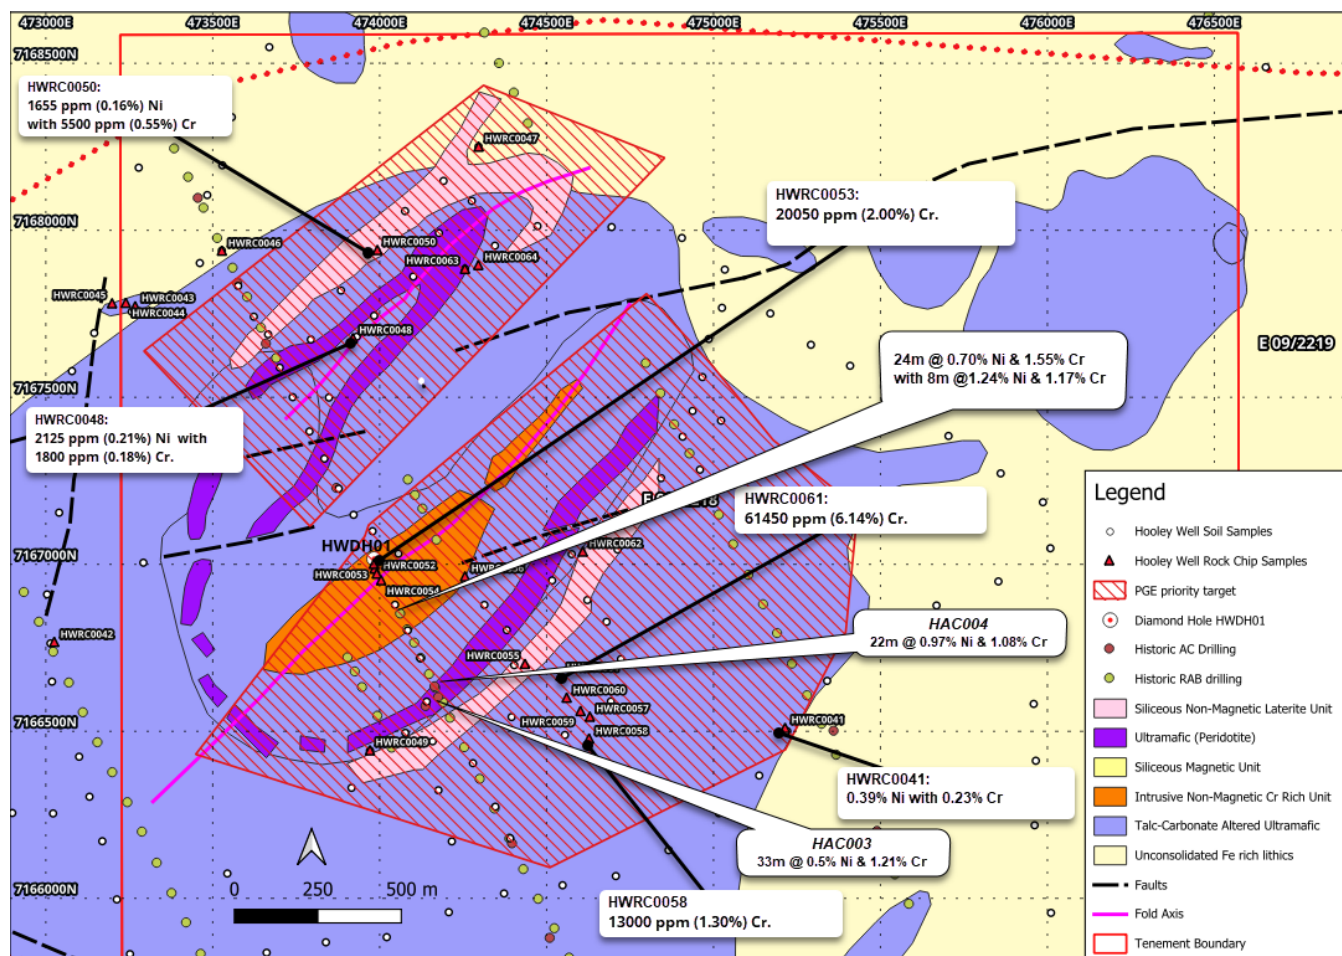 473000E
473500E
474000E
474500E
475000E
475500E
476000E
476500E
7168500N
HWRC0050:
1655 ppm (0.16%) Ni
with 5500 ppm (0.55%) Cr
HWRC0047
HWRC0053:
20050 ppm (2.00%) Cr.
7168000N
HWRC0046
HWRC0050
HWRC0063
HWRC0064
HWRC0045
HWRC0043
HWRC0044
HWRC0048
E 09/2219
24m @ 0.70% Ni & 1.55% Cr
with 8m @1.24% Ni & 1.17% Cr
7167500N
HWRC0048:
2125 ppm (0.21%) Ni with
1800 ppm (0.18%) Cr.
HWRC0061:
61450 ppm (6.14%) Cr.
HWDH01
7167000N
HWRC0052
HWRC0053
HWRC0054
HWRC0062
HWRC0042
HAC004
22m @ 0.97% Ni & 1.08% Cr
HWRC0055
HWRC0060
HWRC0057
HWRC0059
HWRC0058
HWRC0041
7166500N
HWRC0049
HWRC0041:
0.39% Ni with 0.23% Cr
HAC003
33m @ 0.5% Ni & 1.21% Cr
7166000N
0 250 500 m
HWRC0058
13000 ppm (1.30%) Cr.
Legend
Hooley Well Soil Samples
Hooley Well Rock Chip Samples
PGE priority target
Diamond Hole HWDH01
Historic AC Drilling
Historic RAB drilling
Siliceous Non-Magnetic Laterite Unit
Ultramafic (Peridotite)
Siliceous Magnetic Unit
Intrusive Non-Magnetic Cr Rich Unit
Talc-Carbonate Altered Ultramafic
Unconsolidated Fe rich lithics
Faults
Fold Axis
Tenement Boundary